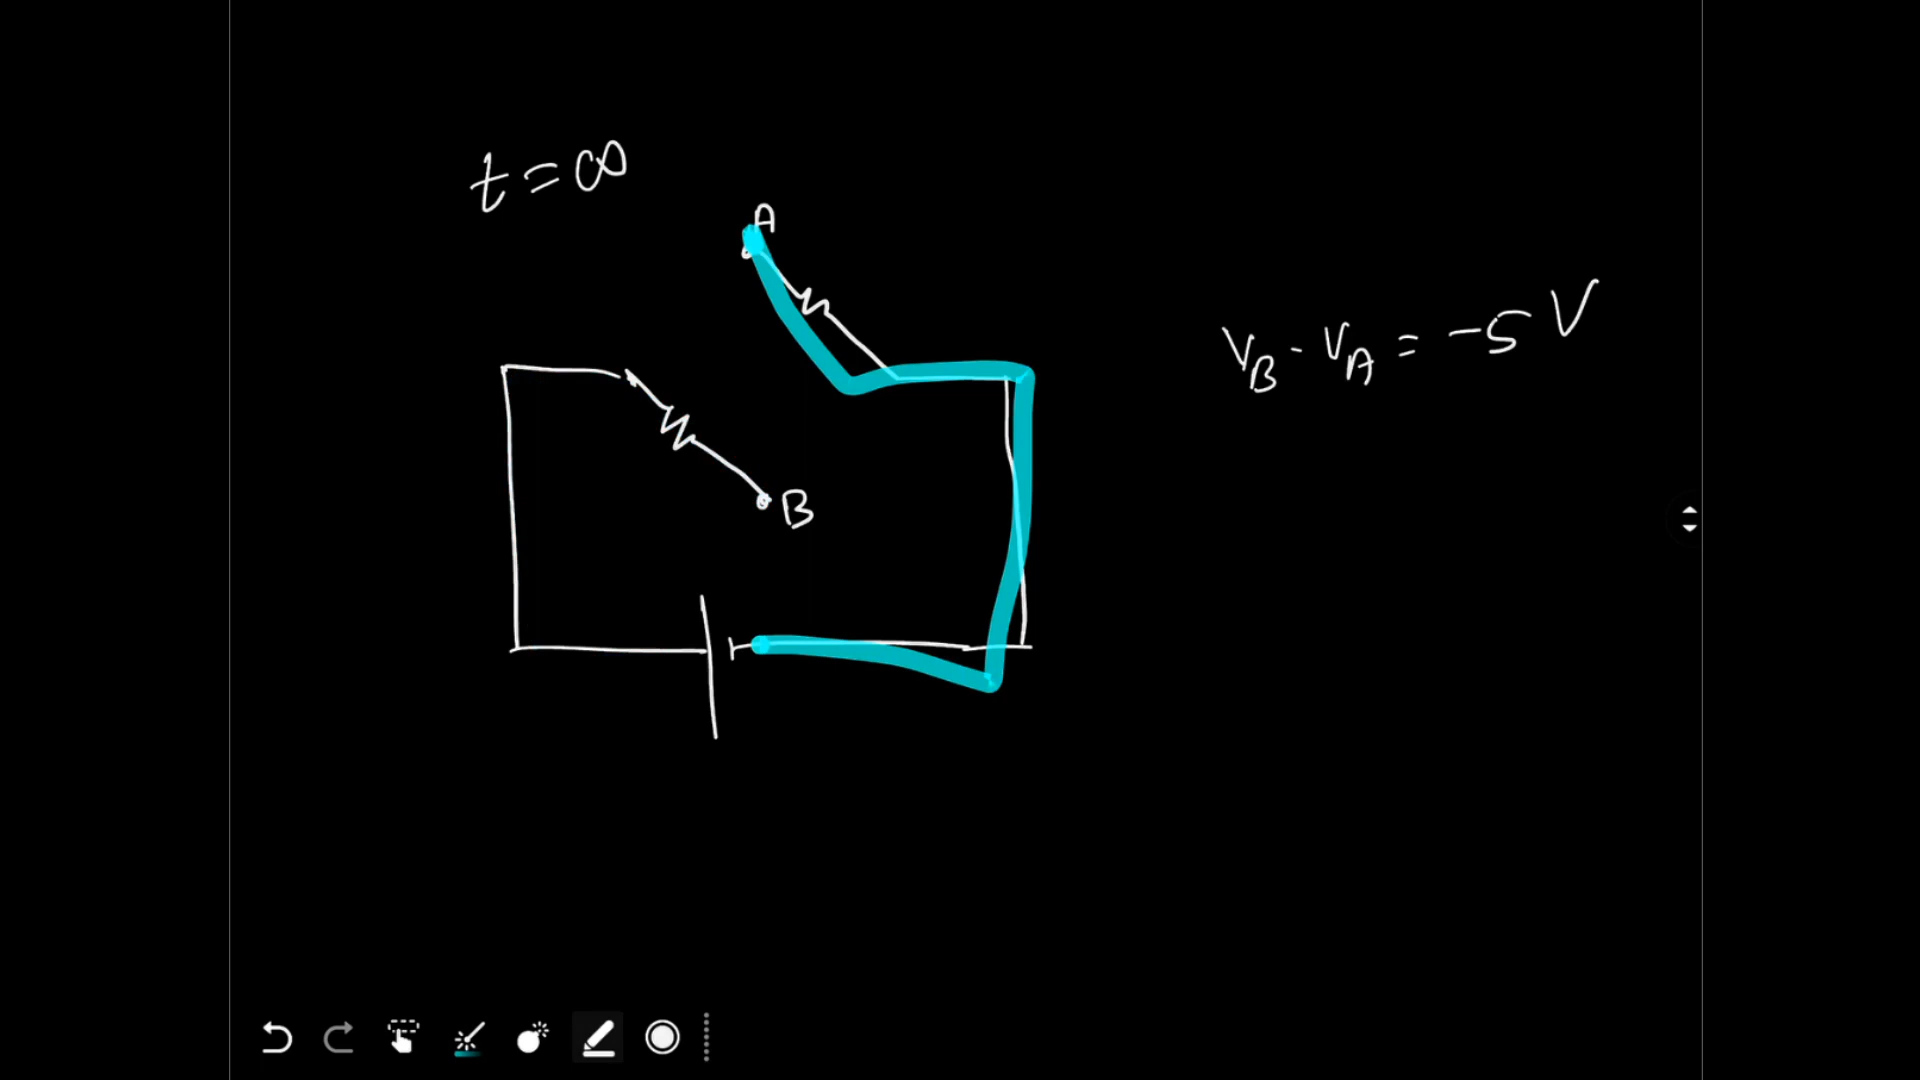 t = ∞
A
V_B - V_A = -5 V
B